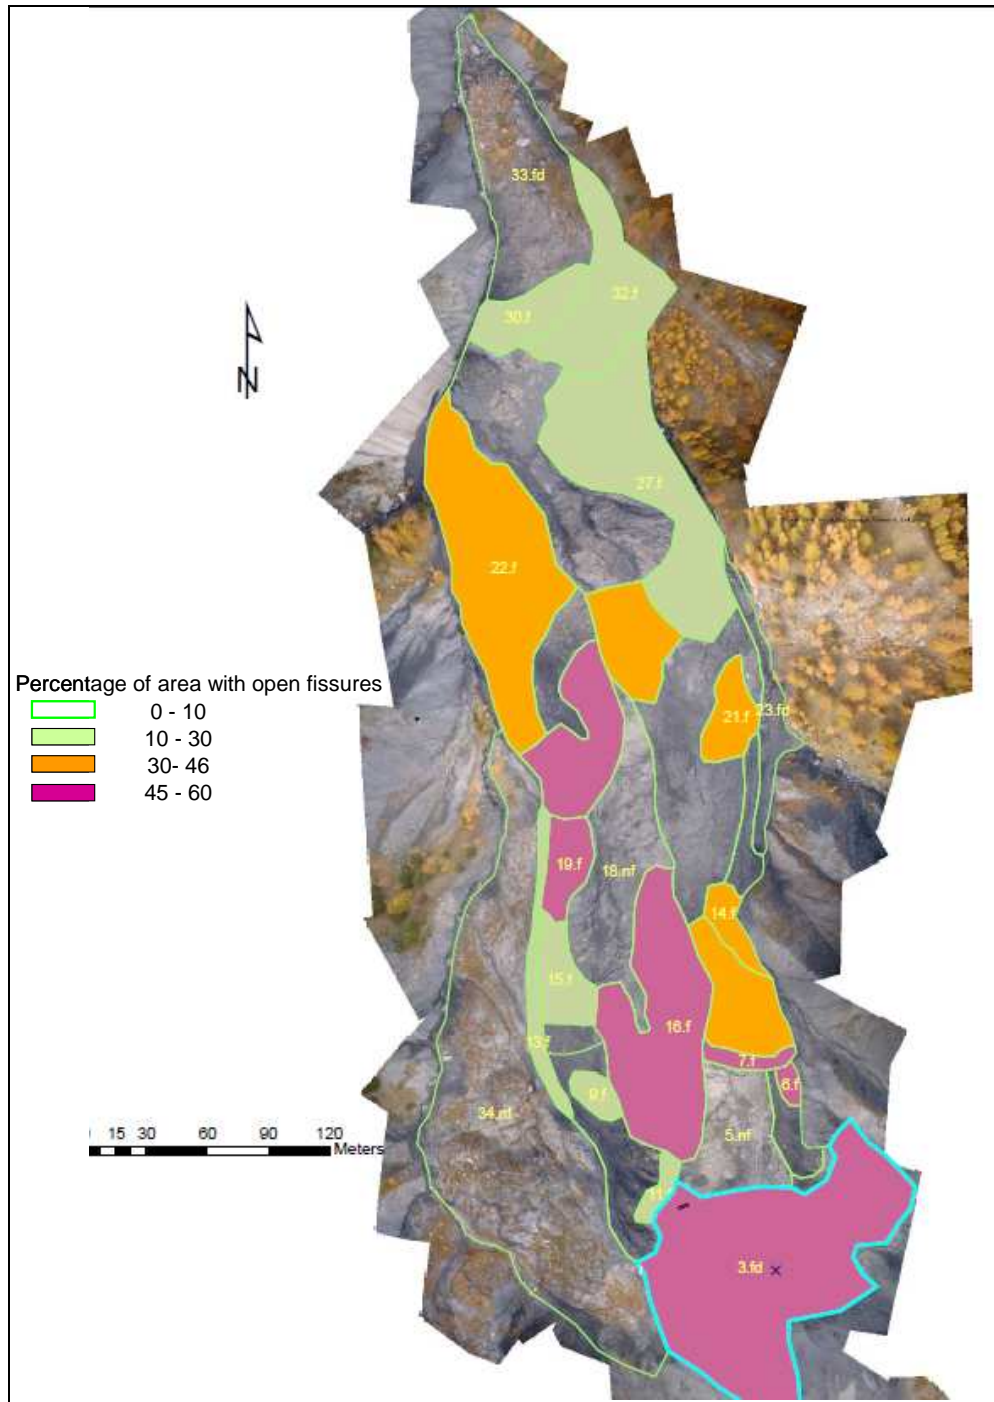 33.fd
32.f
30.f
N
27.f
22.f
Percentage of area with open fissures
0 - 10
10 - 30
30- 46
45 - 60
21.f
23.fd
19.f
18.nf
14.f
15.f
16.f
13.f
7.f
6.f
9.f
34.nf
5.nf
15 30 60 90 120
Meters
3.fd